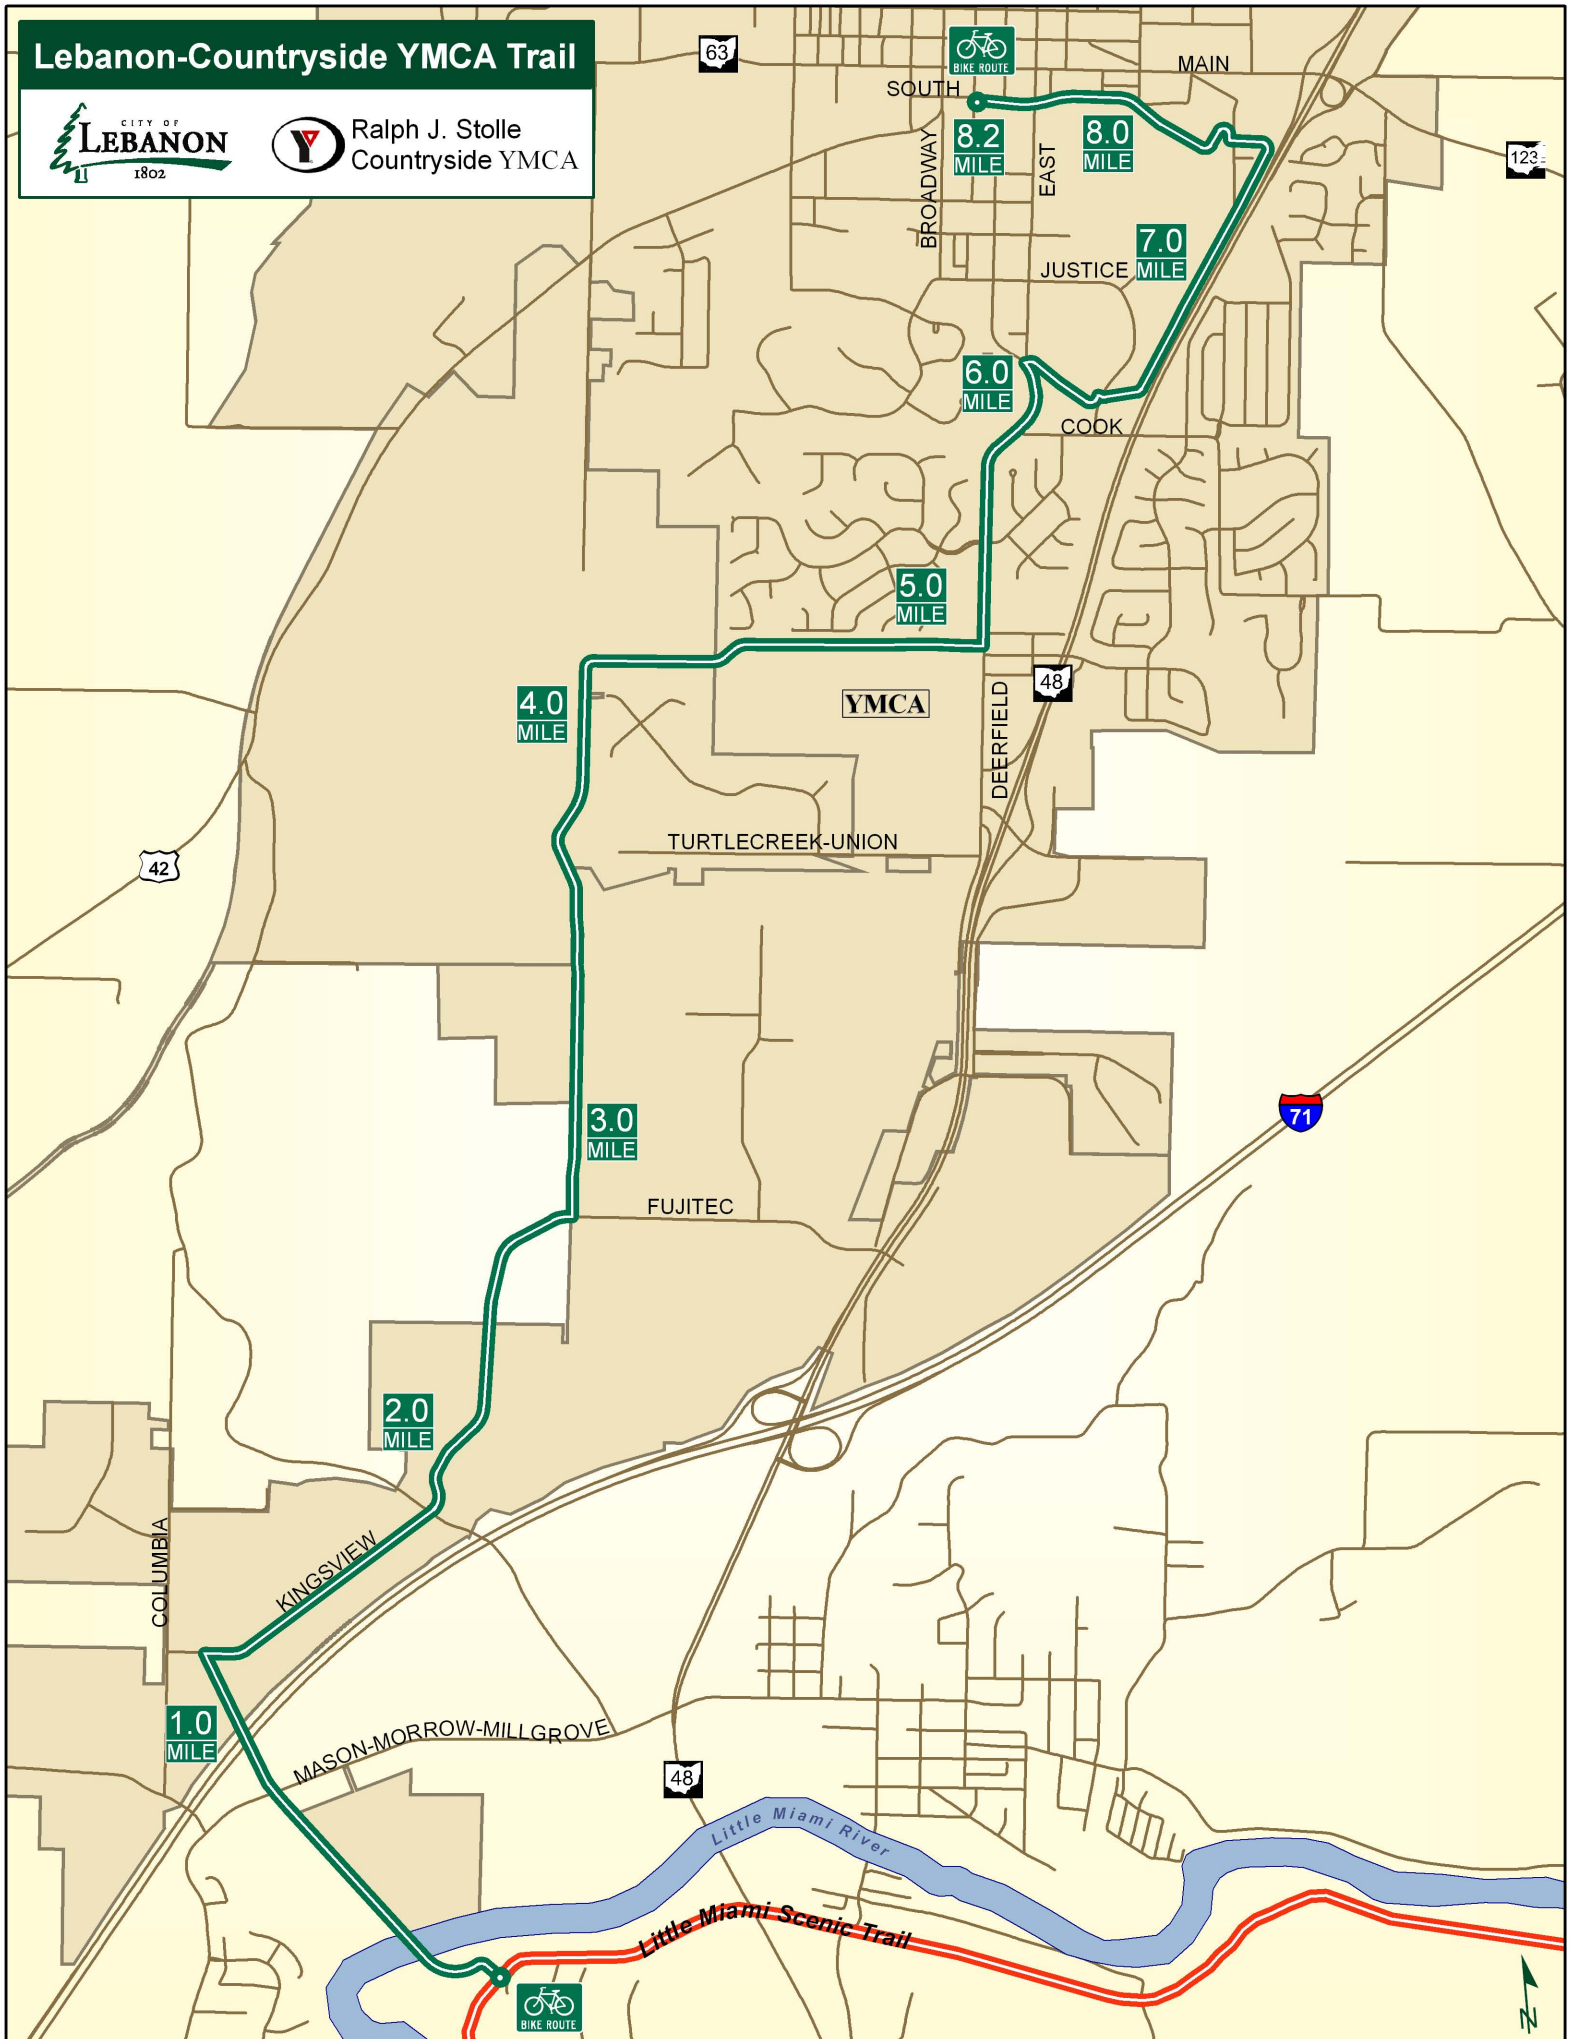 Lebanon-Countryside YMCA Trail
CITY OF
LEBANON
1802
Y
Ralph J. Stolle
Countryside YMCA
63
BIKE ROUTE
MAIN
SOUTH
8.2
MILE
8.0
MILE
123
BROADWAY
EAST
7.0
MILE
JUSTICE
6.0
MILE
COOK
5.0
MILE
4.0
MILE
YMCA
48
DEERFIELD
TURTLECREEK-UNION
42
71
3.0
MILE
FUJITEC
2.0
MILE
COLUMBIA
KINGSVIEW
1.0
MILE
MASON-MORROW-MILLGROVE
48
Little Miami River
Little Miami Scenic Trail
BIKE ROUTE
N